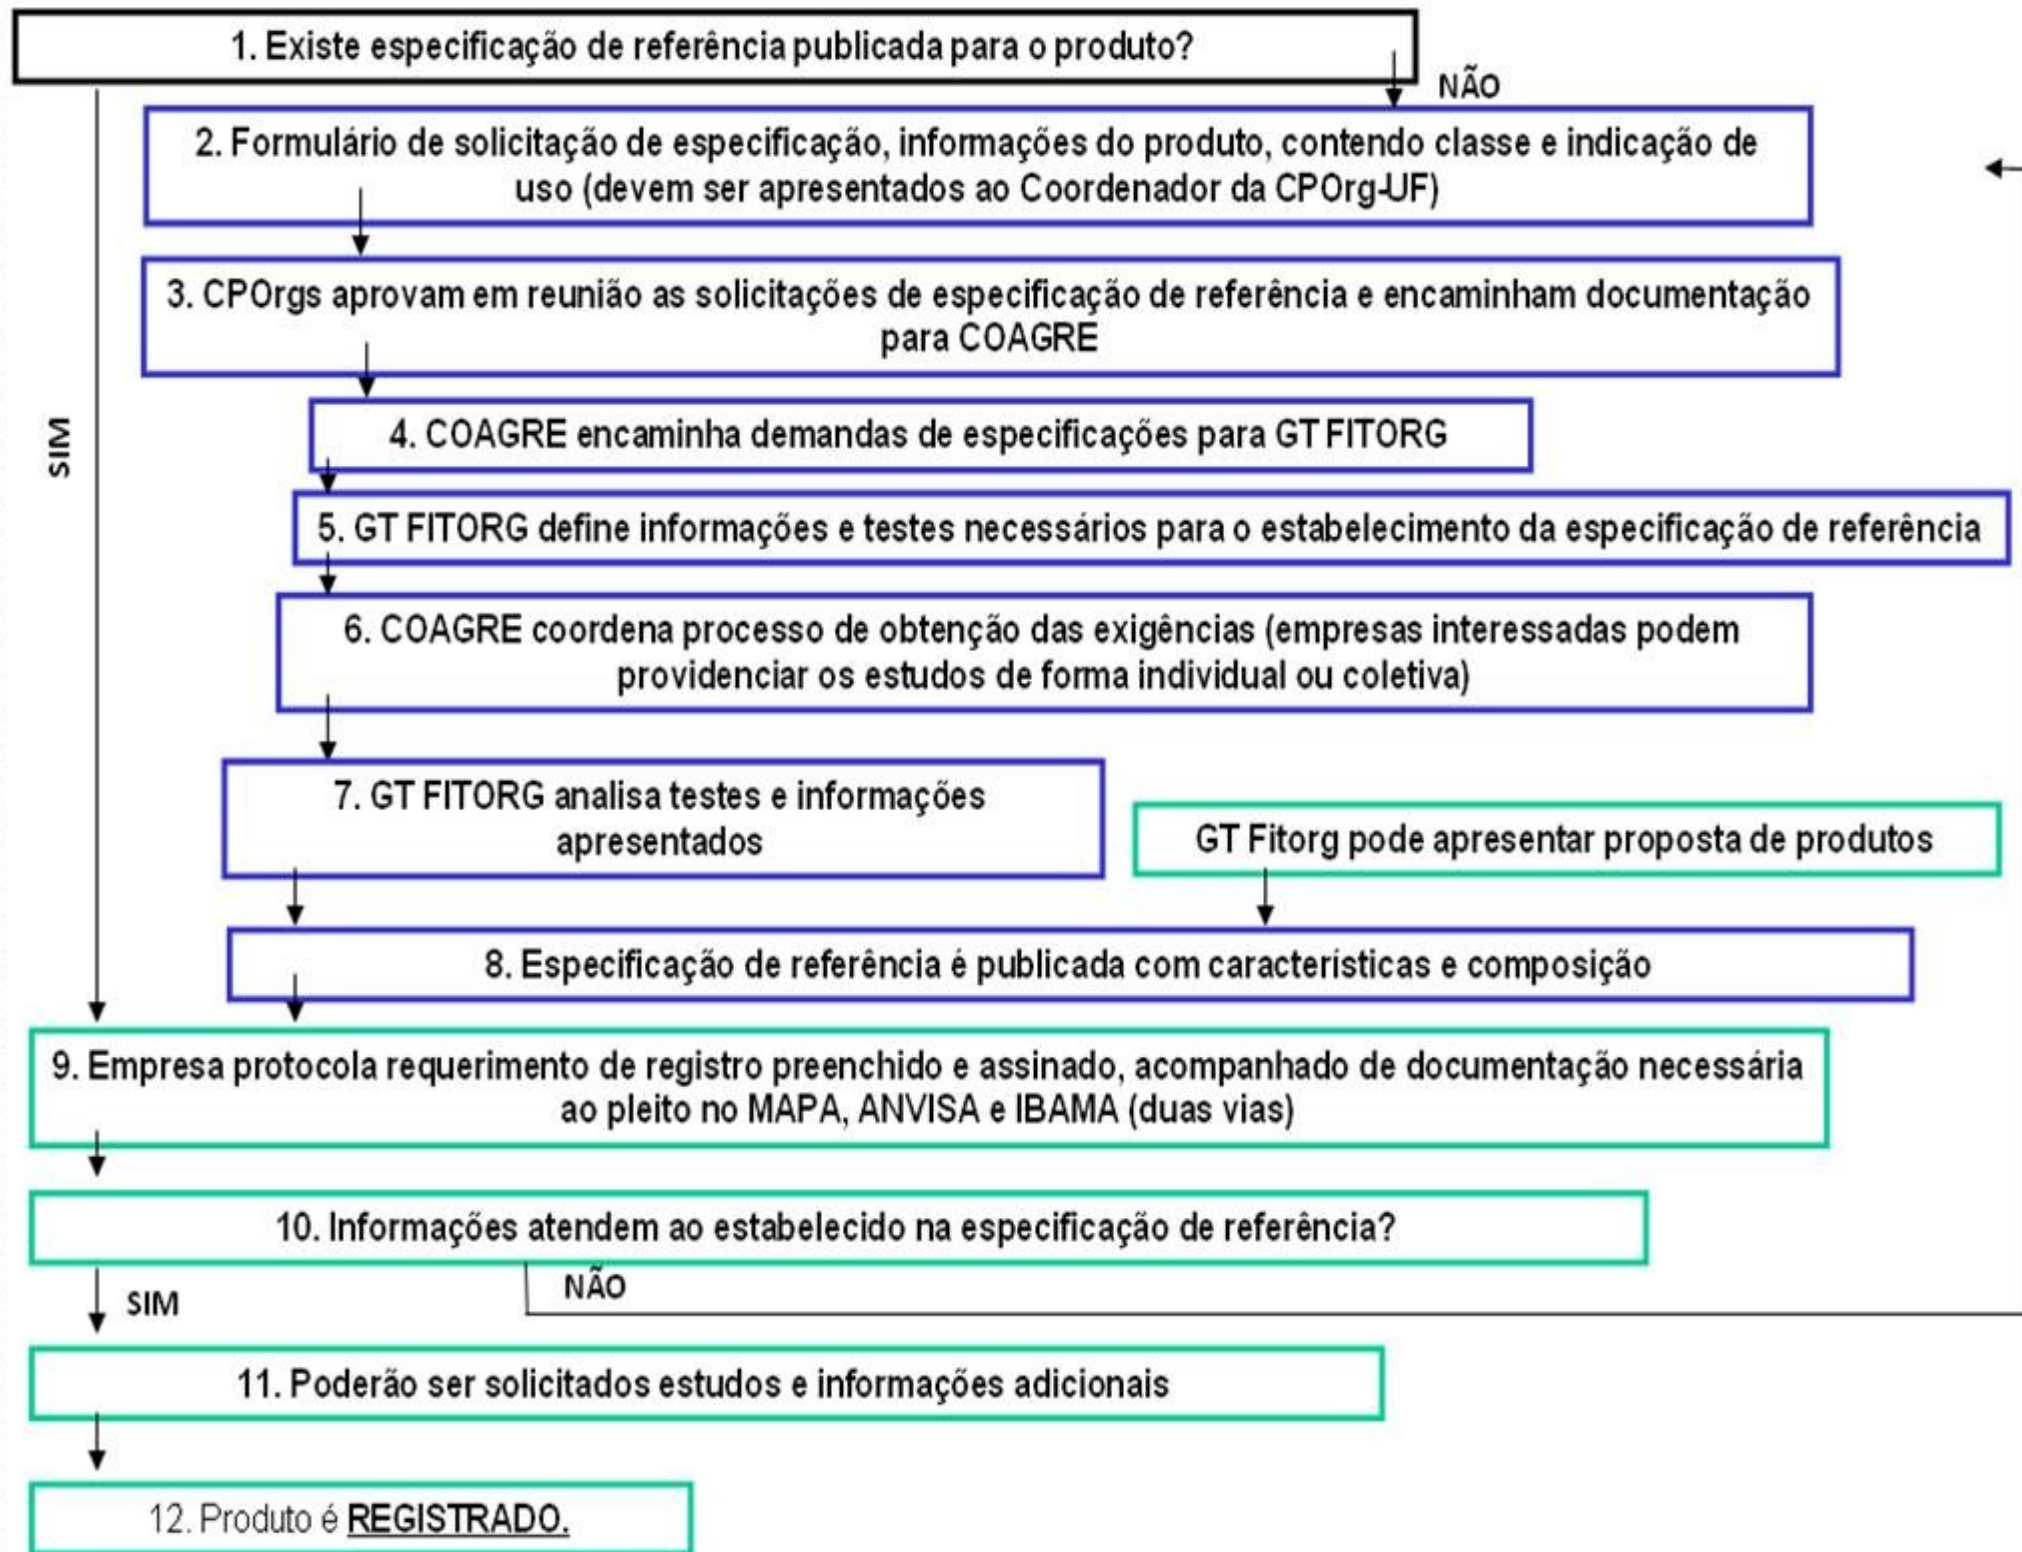 1. Existe especificação de referência publicada para o produto?
NÃO
2. Formulário de solicitação de especificação, informações do produto, contendo classe e indicação de
uso (devem ser apresentados ao Coordenador da CPOrg-UF)
3. CPOrgs aprovam em reunião as solicitações de especificação de referência e encaminham documentação
para COAGRE
SIM
4. COAGRE encaminha demandas de especificações para GT FITORG
5. GT FITORG define informações e testes necessários para o estabelecimento da especificação de referência
6. COAGRE coordena processo de obtenção das exigências (empresas interessadas podem
providenciar os estudos de forma individual ou coletiva)
7. GT FITORG analisa testes e informações
apresentados
GT Fitorg pode apresentar proposta de produtos
8. Especificação de referência é publicada com características e composição
9. Empresa protocola requerimento de registro preenchido e assinado, acompanhado de documentação necessária
ao pleito no MAPA, ANVISA e IBAMA (duas vias)
10. Informações atendem ao estabelecido na especificação de referência?
NÃO
SIM
11. Poderão ser solicitados estudos e informações adicionais
12. Produto é REGISTRADO.